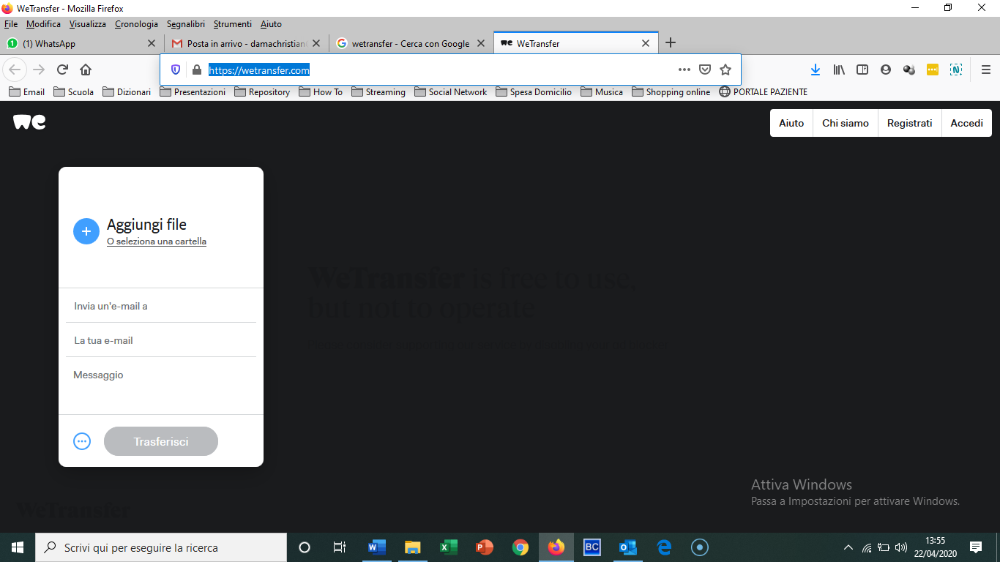 WeTransfer - Mozilla Firefox
File Modifica Visualizza Cronologia Segnalibri Strumenti Aiuto
(1) WhatsApp
Posta in arrivo - damachristian
wetransfer - Cerca con Google
WeTransfer
https://wetransfer.com
Email Scuola Dizionari Presentazioni Repository How To Streaming Social Network Spesa Domicilio Musica Shopping online PORTALE PAZIENTE
we
Aiuto Chi siamo Registrati Accedi
Aggiungi file
O seleziona una cartella
WeTransfer is free to use,
but not to operate
Invia un'e-mail a
La tua e-mail
Messaggio
Trasferisci
WeTransfer
Attiva Windows
Passa a Impostazioni per attivare Windows.
Scrivi qui per eseguire la ricerca
BC
13:55
22/04/2020